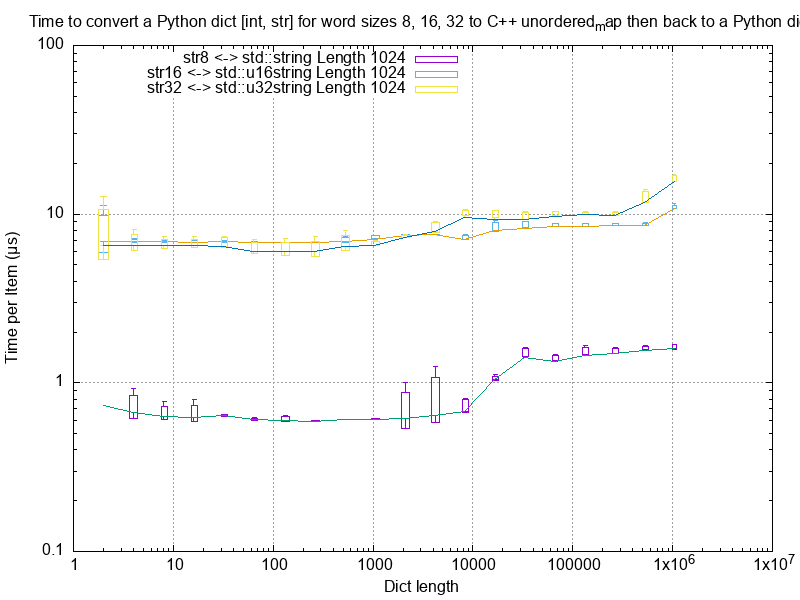 Time to convert a Python dict [int, str] for word sizes 8, 16, 32 to C++ unordered_map then back to a Python di
100
str8 <-> std::string Length 1024
str16 <-> std::u16string Length 1024
str32 <-> std::u32string Length 1024
10
Time per Item (µs)
1
0.1
1 10 100 1000 10000 100000 1x10^6 1x10^7
Dict length